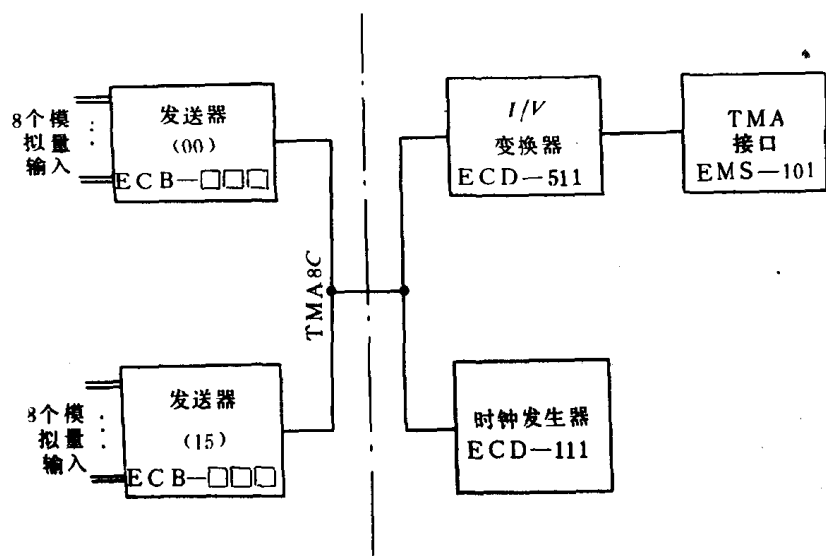 8个模
拟量
输入
发送器
(00)
ECB—□□□
I/V
变换器
ECD—511
TMA
接口
EMS—101
TMA8C
8个模
拟量
输入
发送器
(15)
ECB—□□□
时钟发生器
ECD—111